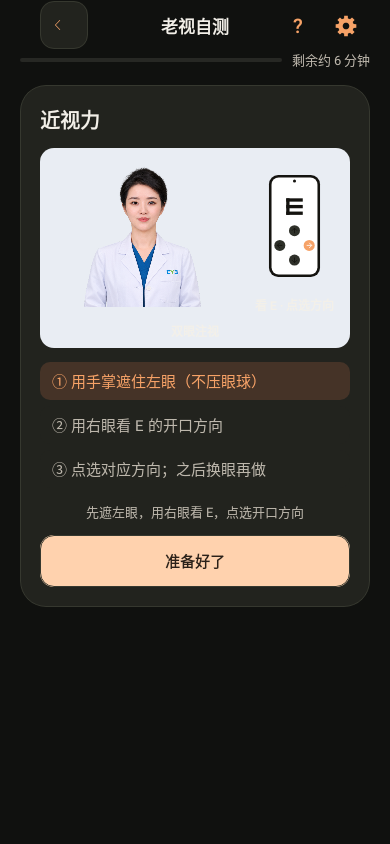 老视自测
?
剩余约 6 分钟
近视力
E
EYS
① 用手掌遮住左眼（不压眼球）
② 用右眼看 E 的开口方向
③ 点选对应方向；之后换眼再做
先遮左眼，用右眼看 E，点选开口方向
准备好了